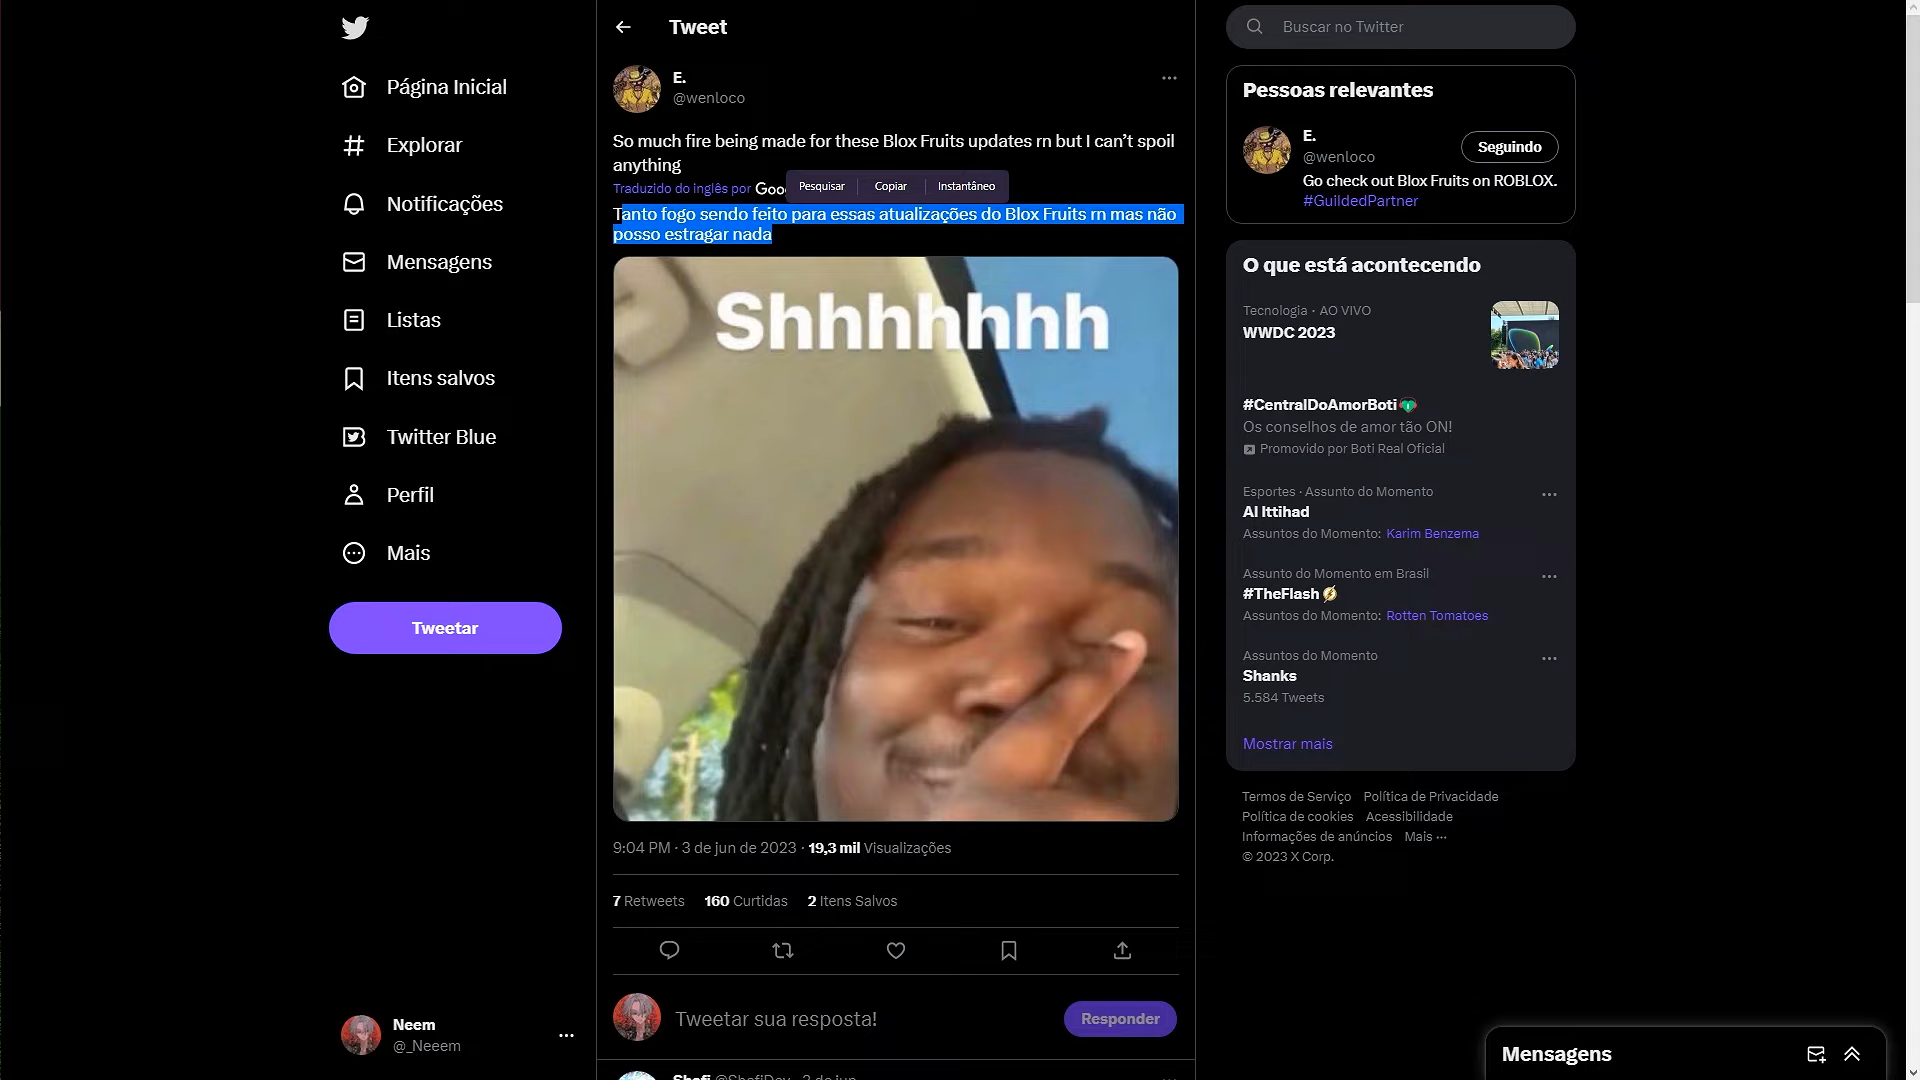 Página Inicial
Explorar
Notificações
Mensagens
Listas
Itens salvos
Twitter Blue
Perfil
Mais
Tweetar
Neem
@_Neeem
Tweet
E.
@wenloco
So much fire being made for these Blox Fruits updates rn but I can’t spoil
anything
Traduzido do inglês por
Pesquisar Copiar Instantâneo
Tanto fogo sendo feito para essas atualizações do Blox Fruits rn mas não
posso estragar nada
Shhhhhhh
9:04 PM · 3 de jun de 2023 · 19,3 mil Visualizações
7 Retweets 160 Curtidas 2 Itens Salvos
Tweetar sua resposta!
Responder
Buscar no Twitter
Pessoas relevantes
E.
@wenloco
Seguindo
Go check out Blox Fruits on ROBLOX.
#GuildedPartner
O que está acontecendo
Tecnologia · AO VIVO
WWDC 2023
#CentralDoAmorBoti
Os conselhos de amor tão ON!
Promovido por Boti Real Oficial
Esportes · Assunto do Momento
Al Ittihad
Assuntos do Momento: Karim Benzema
Assunto do Momento em Brasil
#TheFlash
Assuntos do Momento: Rotten Tomatoes
Assuntos do Momento
Shanks
5.584 Tweets
Mostrar mais
Termos de Serviço Política de Privacidade
Política de cookies Acessibilidade
Informações de anúncios Mais ···
© 2023 X Corp.
Mensagens